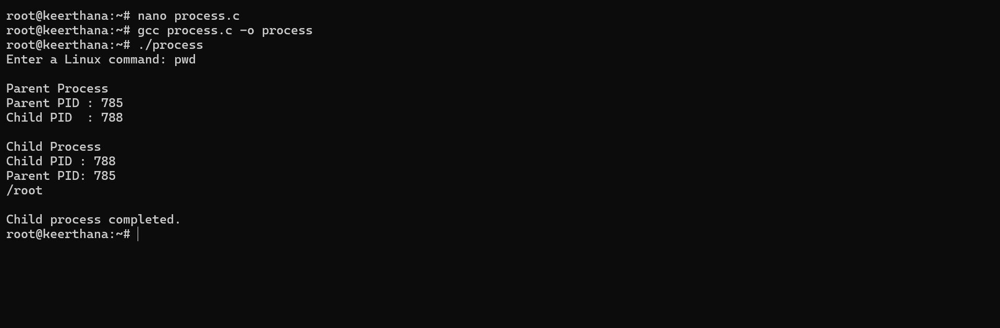 root@keerthana:~# nano process.c
root@keerthana:~# gcc process.c -o process
root@keerthana:~# ./process
Enter a Linux command: pwd
Parent Process
Parent PID : 785
Child PID  : 788
Child Process
Child PID : 788
Parent PID: 785
/root
Child process completed.
root@keerthana:~#